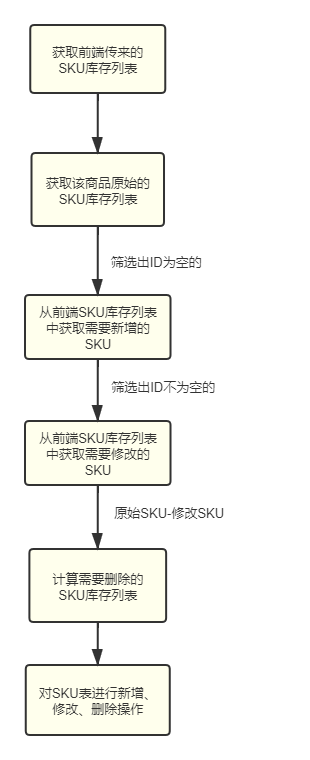 获取前端传来的
SKU库存列表
获取该商品原始的
SKU库存列表
筛选出ID为空的
从前端SKU库存列表
中获取需要新增的
SKU
筛选出ID不为空的
从前端SKU库存列表
中获取需要修改的
SKU
原始SKU-修改SKU
计算需要删除的
SKU库存列表
对SKU表进行新增、
修改、删除操作